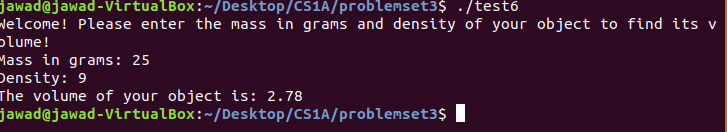 jawad@jawad-VirtualBox:~/Desktop/CS1A/problemset3$ ./test6
Welcome! Please enter the mass in grams and density of your object to find its v
olume!
Mass in grams: 25
Density: 9
The volume of your object is: 2.78
jawad@jawad-VirtualBox:~/Desktop/CS1A/problemset3$